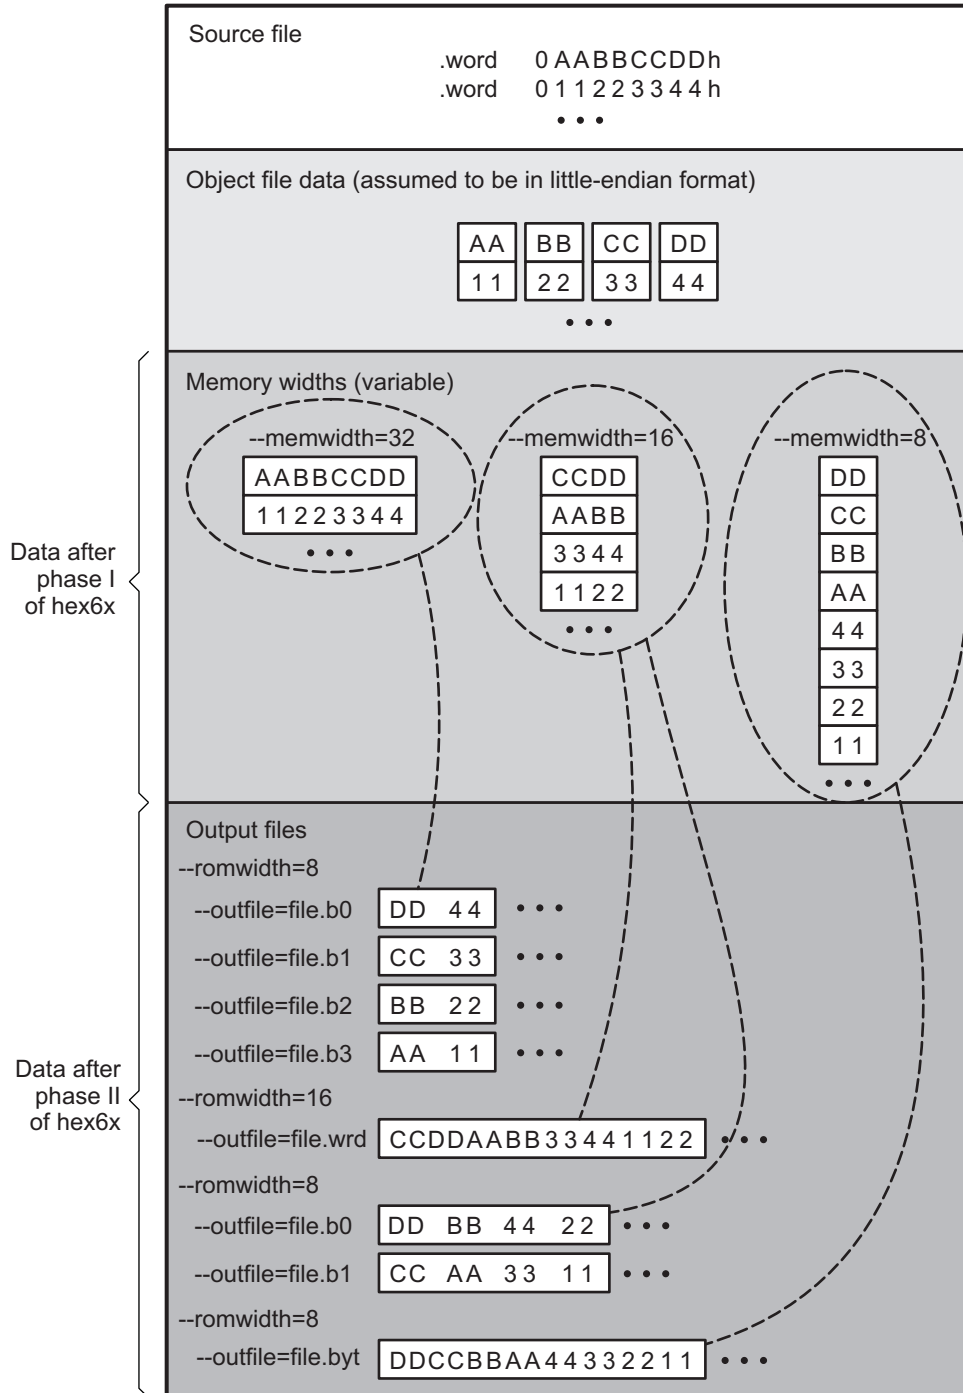 Source file
.word 0AABBCCDDh
.word 011223344h
• • •
Object file data (assumed to be in little-endian format)
AA BB CC DD
11 22 33 44
• • •
Memory widths (variable)
--memwidth=32
AABBCCDD
11223344
• • •
--memwidth=16
CCDD
AABB
3344
1122
• • •
--memwidth=8
DD
CC
BB
AA
44
33
22
11
• • •
Data after
phase I
of hex6x
Output files
--romwidth=8
--outfile=file.b0 DD 44 • • •
--outfile=file.b1 CC 33 • • •
--outfile=file.b2 BB 22 • • •
--outfile=file.b3 AA 11 • • •
--romwidth=16
--outfile=file.wrd CCDDAABB33441122 • • •
--romwidth=8
--outfile=file.b0 DD BB 44 22 • • •
--outfile=file.b1 CC AA 33 11 • • •
--romwidth=8
--outfile=file.byt DDCCBBAA44332211 • • •
Data after
phase II
of hex6x